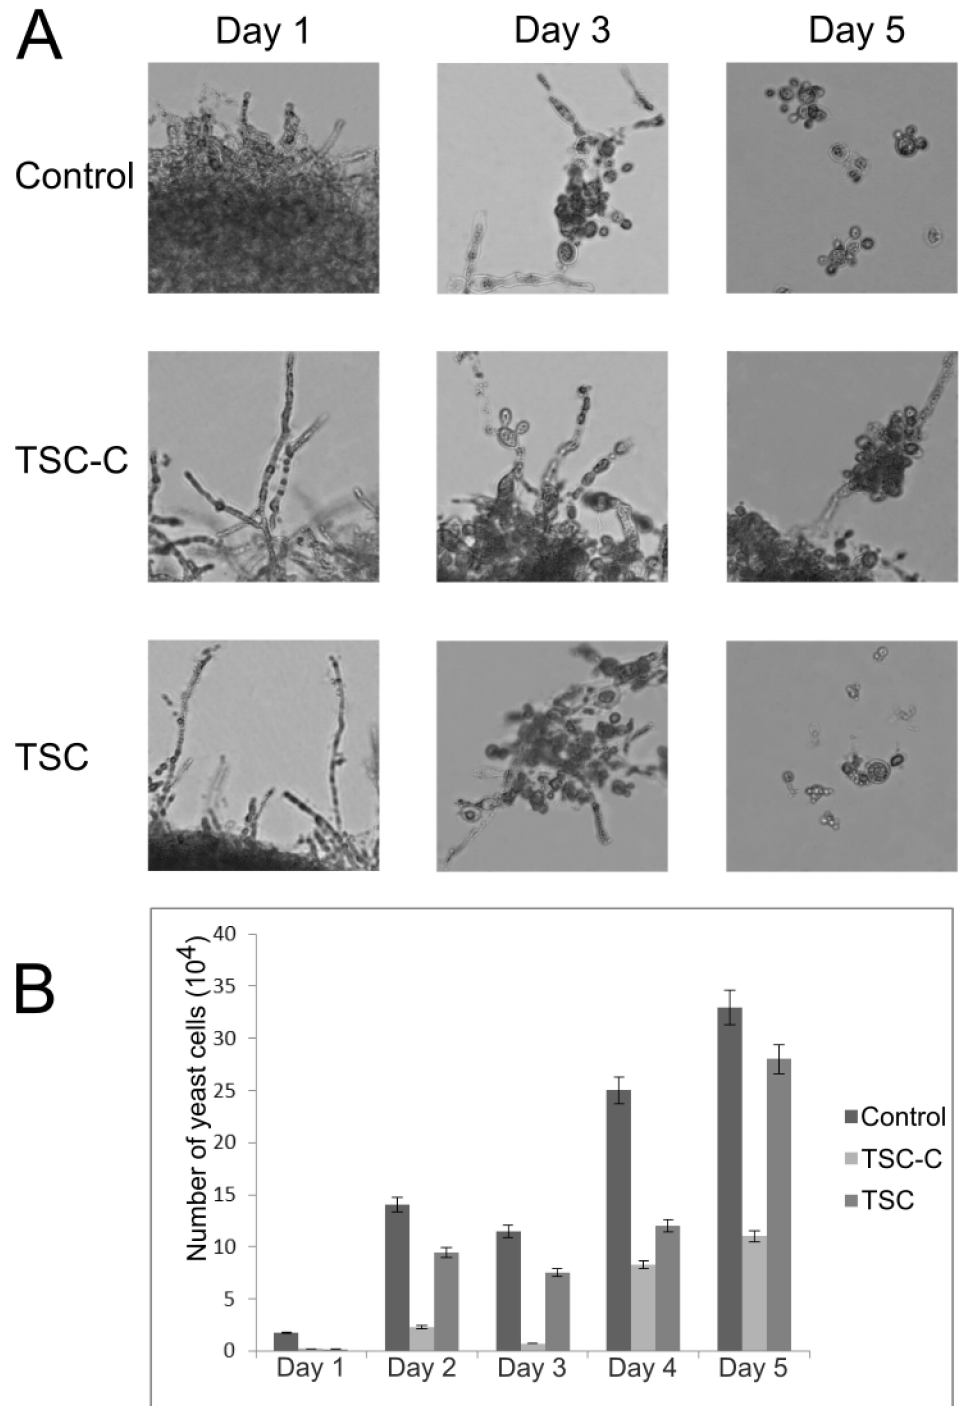 A
Day 1 Day 3 Day 5
Control
TSC-C
TSC
B
Number of yeast cells (10⁴)
40
35
30
25
20
15
10
5
0
Day 1 Day 2 Day 3 Day 4 Day 5
Control
TSC-C
TSC